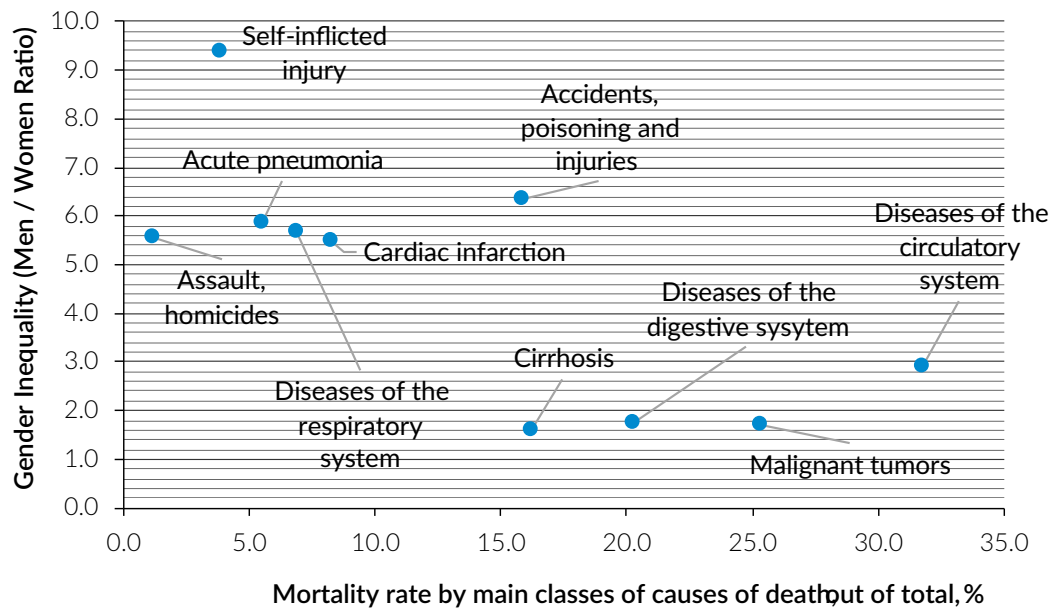 Gender Inequality (Men / Women Ratio)
10.0
9.0
8.0
7.0
6.0
5.0
4.0
3.0
2.0
1.0
0.0
Self-inflicted
injury
Accidents,
poisoning and
injuries
Acute pneumonia
Diseases of the
circulatory
system
Cardiac infarction
Assault,
homicides
Diseases of the
digestive sysytem
Cirrhosis
Diseases of the
respiratory
system
Malignant tumors
0.0 5.0 10.0 15.0 20.0 25.0 30.0 35.0
Mortality rate by main classes of causes of death,out of total, %